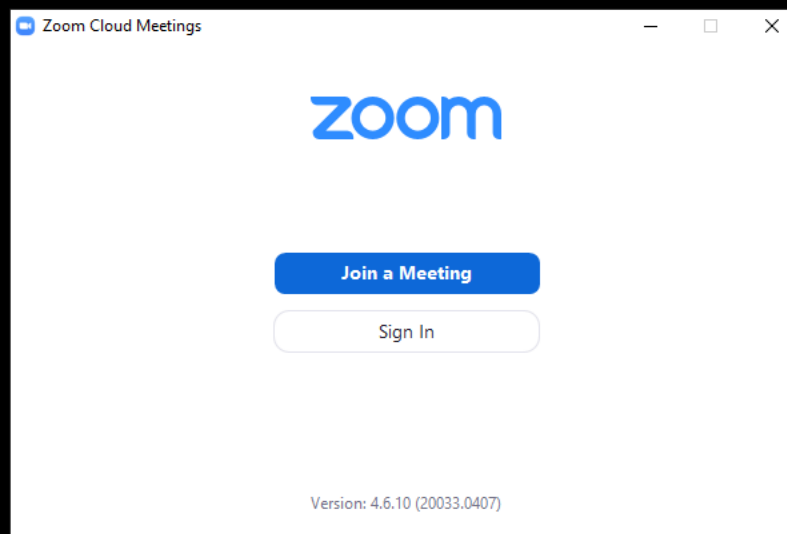 Zoom Cloud Meetings
zoom
Join a Meeting
Sign In
Version: 4.6.10 (20033.0407)